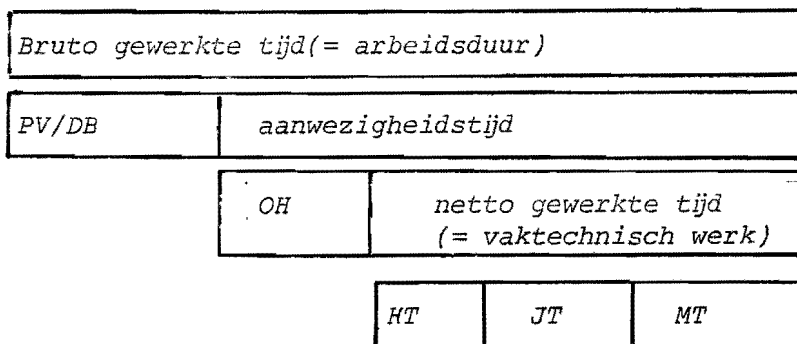 Bruto gewerkte tijd(= arbeidsduur)
PV/DB aanwezigheidstijd
OH netto gewerkte tijd
(= vaktechnisch werk)
HT JT MT